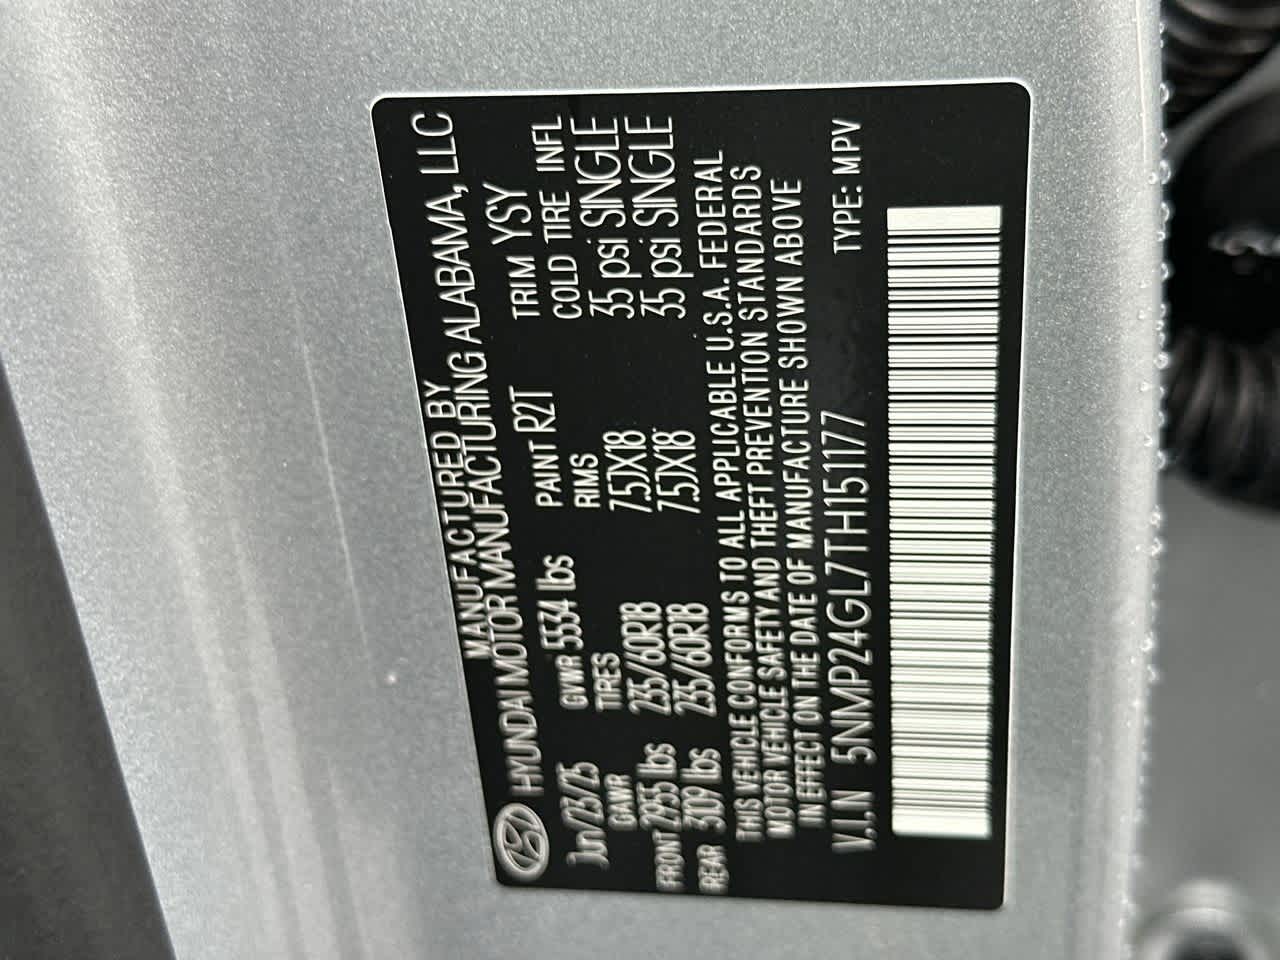 MANUFACTURED BY
HYUNDAI MOTOR MANUFACTURING ALABAMA, LLC
Jun/23/25 GVWR 5534 lbs PAINT R2T TRIM YSY
GAWR TIRES RIMS COLD TIRE INFL
FRONT 2955 lbs 235/60R18 7.5JX18 35 psi SINGLE
REAR 3109 lbs 235/60R18 7.5JX18 35 psi SINGLE
THIS VEHICLE CONFORMS TO ALL APPLICABLE U.S.A. FEDERAL
MOTOR VEHICLE SAFETY AND THEFT PREVENTION STANDARDS
IN EFFECT ON THE DATE OF MANUFACTURE SHOWN ABOVE
V.I.N 5NMP24GL7TH151177 TYPE: MPV